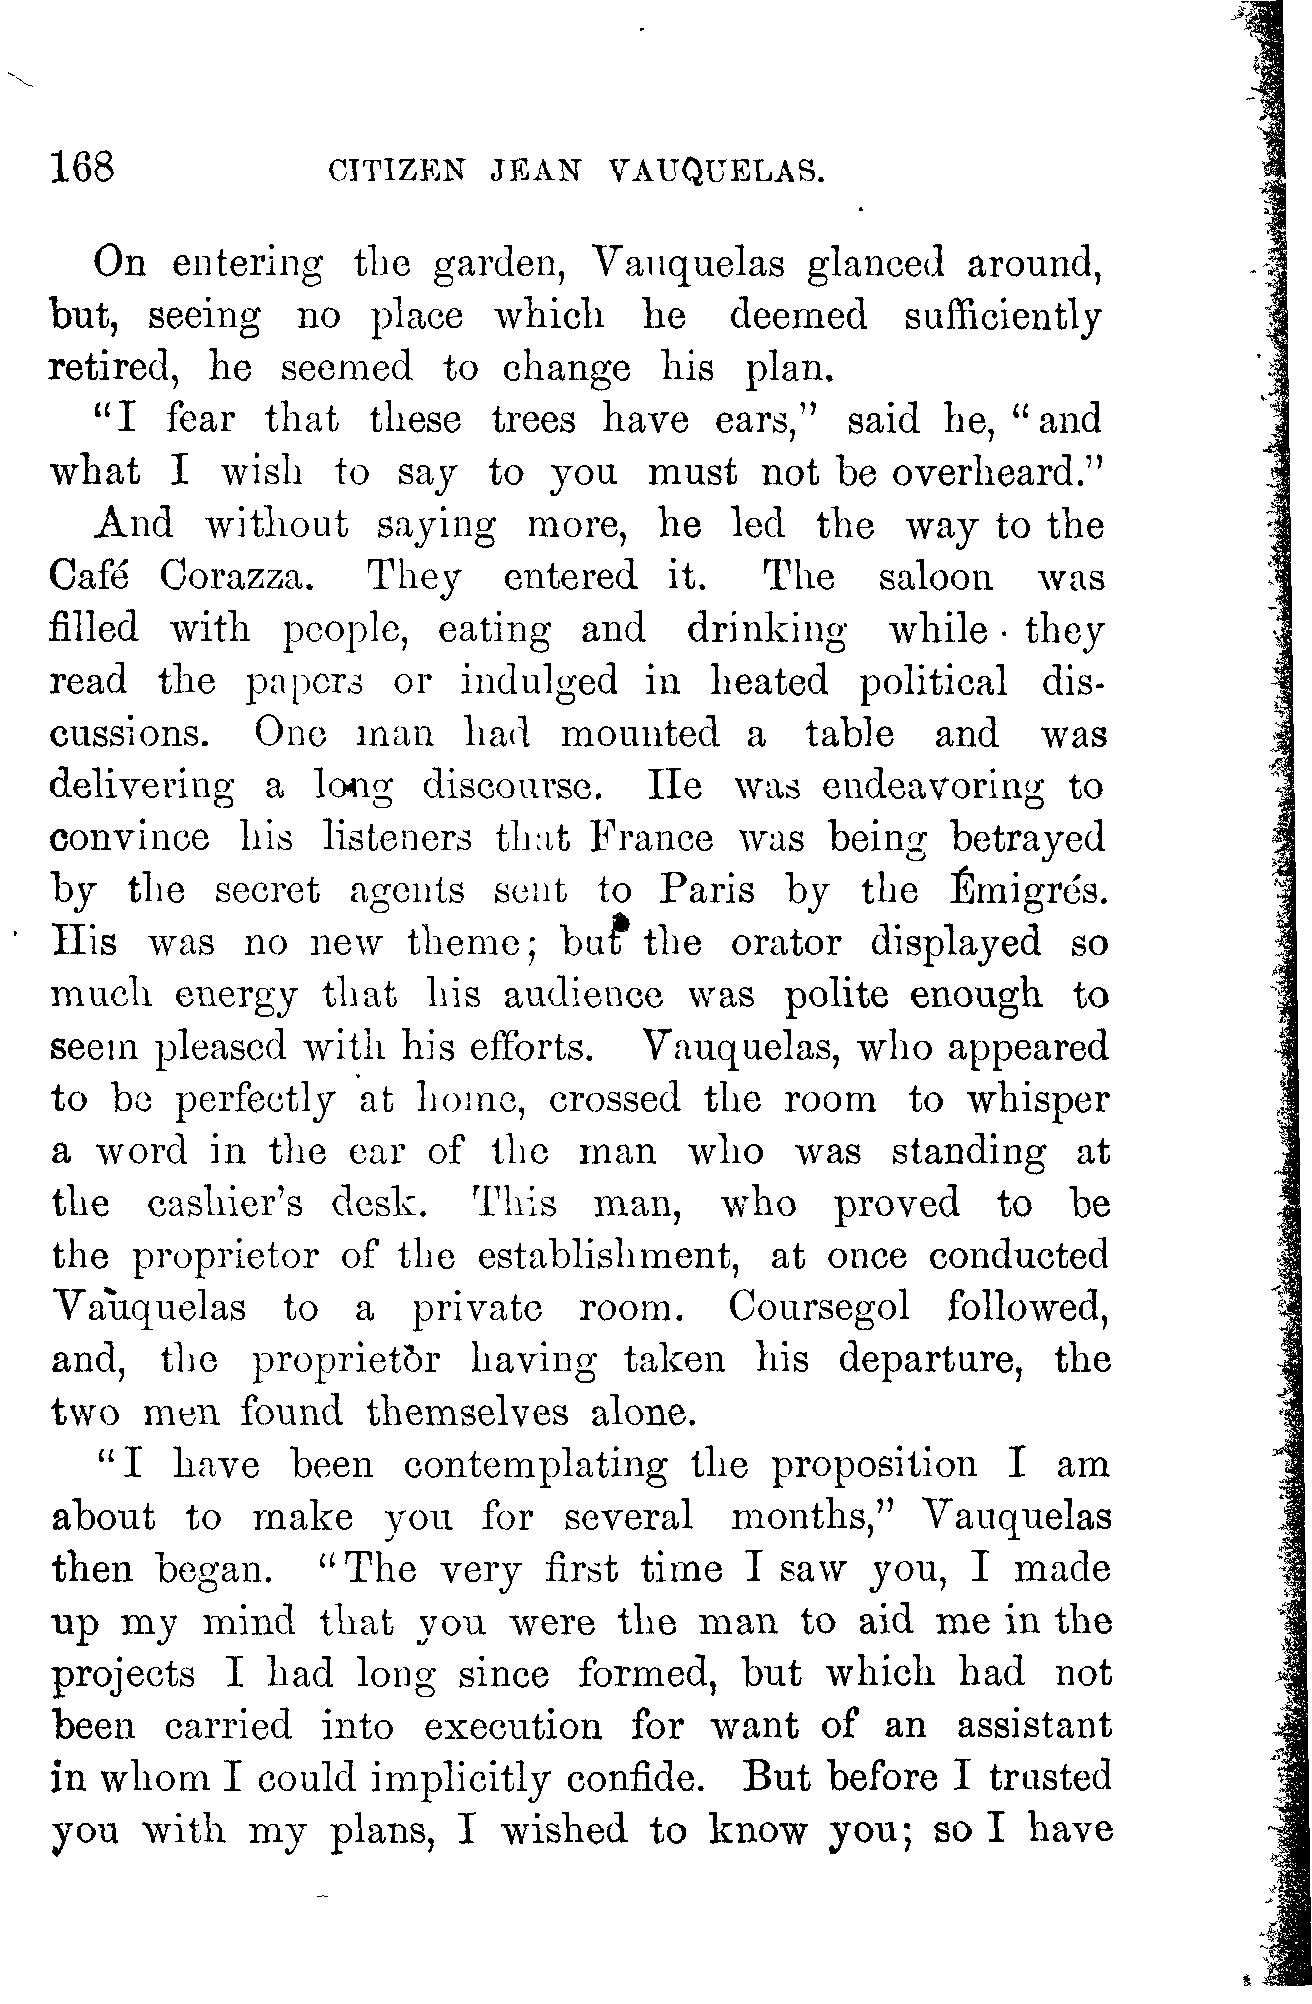 168 CITIZEN JEAN VAUQUELAS.
On entering the garden, Vauquelas glanced around,
but, seeing no place which he deemed sufficiently
retired, he seemed to change his plan.
"I fear that these trees have ears," said he, "and
what I wish to say to you must not be overheard."
And without saying more, he led the way to the
Café Corazza. They entered it. The saloon was
filled with people, eating and drinking while they
read the papers or indulged in heated political dis-
cussions. One man had mounted a table and was
delivering a long discourse. He was endeavoring to
convince his listeners that France was being betrayed
by the secret agents sent to Paris by the Émigrés.
His was no new theme; but the orator displayed so
much energy that his audience was polite enough to
seem pleased with his efforts. Vauquelas, who appeared
to be perfectly at home, crossed the room to whisper
a word in the ear of the man who was standing at
the cashier's desk. This man, who proved to be
the proprietor of the establishment, at once conducted
Vauquelas to a private room. Coursegol followed,
and, the proprietor having taken his departure, the
two men found themselves alone.
"I have been contemplating the proposition I am
about to make you for several months," Vauquelas
then began. "The very first time I saw you, I made
up my mind that you were the man to aid me in the
projects I had long since formed, but which had not
been carried into execution for want of an assistant
in whom I could implicitly confide. But before I trusted
you with my plans, I wished to know you; so I have